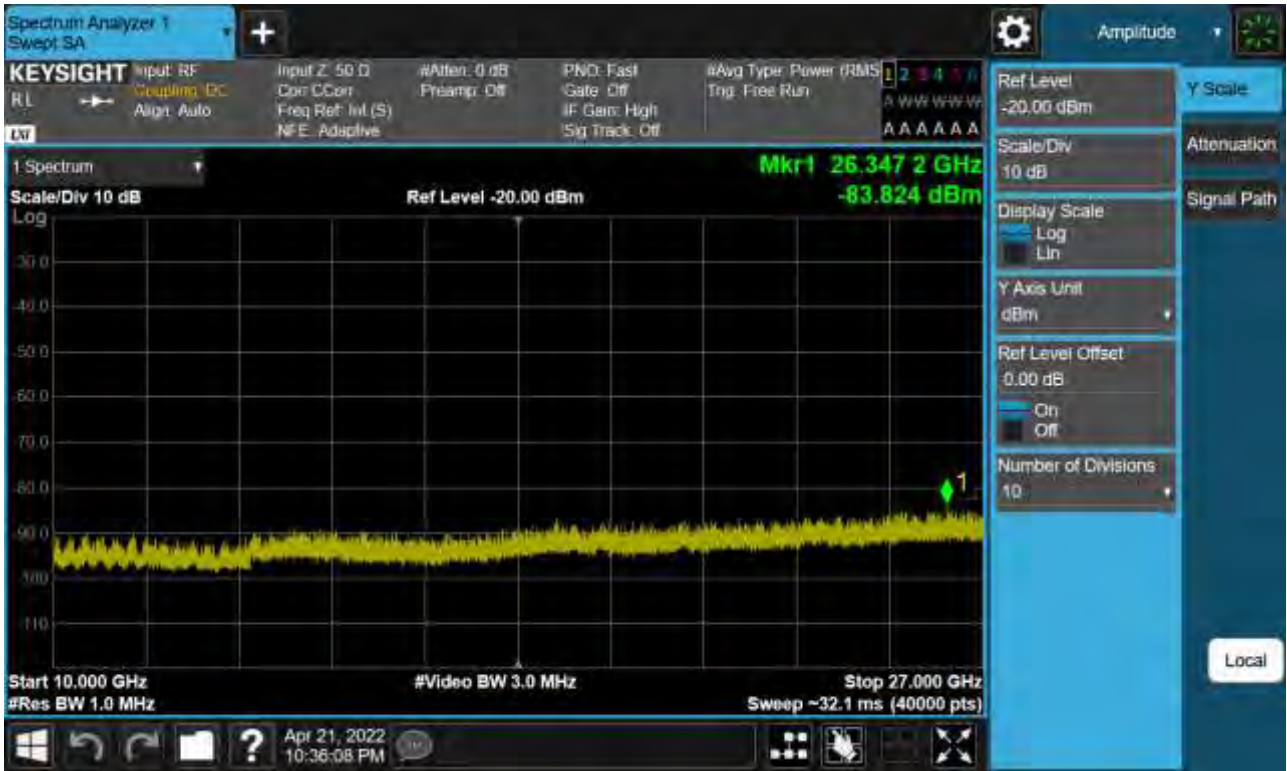 Spectrum Analyzer 1
Swept SA
+
Amplitude
KEYSIGHT
RL
Input: RF
Coupling: DC
Align: Auto
Input Z: 50 Ω
Corr CCorr
Freq Ref: Int (S)
NFE: Adaptive
#Atten: 0 dB
Preamp: Off
PNO: Fast
Gate: Off
IF Gain: High
Sig Track: Off
#Avg Type: Power (RMS
Trig: Free Run
1 2 3 4 5 6
A W W W W W
A A A A A A
1 Spectrum
Scale/Div 10 dB
Ref Level -20.00 dBm
Mkr1 26.347 2 GHz
-83.824 dBm
Log
-30.0
-40.0
-50.0
-60.0
-70.0
-80.0
-90.0
-100
-110
1
Start 10.000 GHz
#Res BW 1.0 MHz
#Video BW 3.0 MHz
Stop 27.000 GHz
Sweep ~32.1 ms (40000 pts)
Ref Level
-20.00 dBm
Scale/Div
10 dB
Display Scale
Log
Lin
Y Axis Unit
dBm
Ref Level Offset
0.00 dB
On
Off
Number of Divisions
10
Y Scale
Attenuation
Signal Path
Local
?
Apr 21, 2022
10:36:08 PM